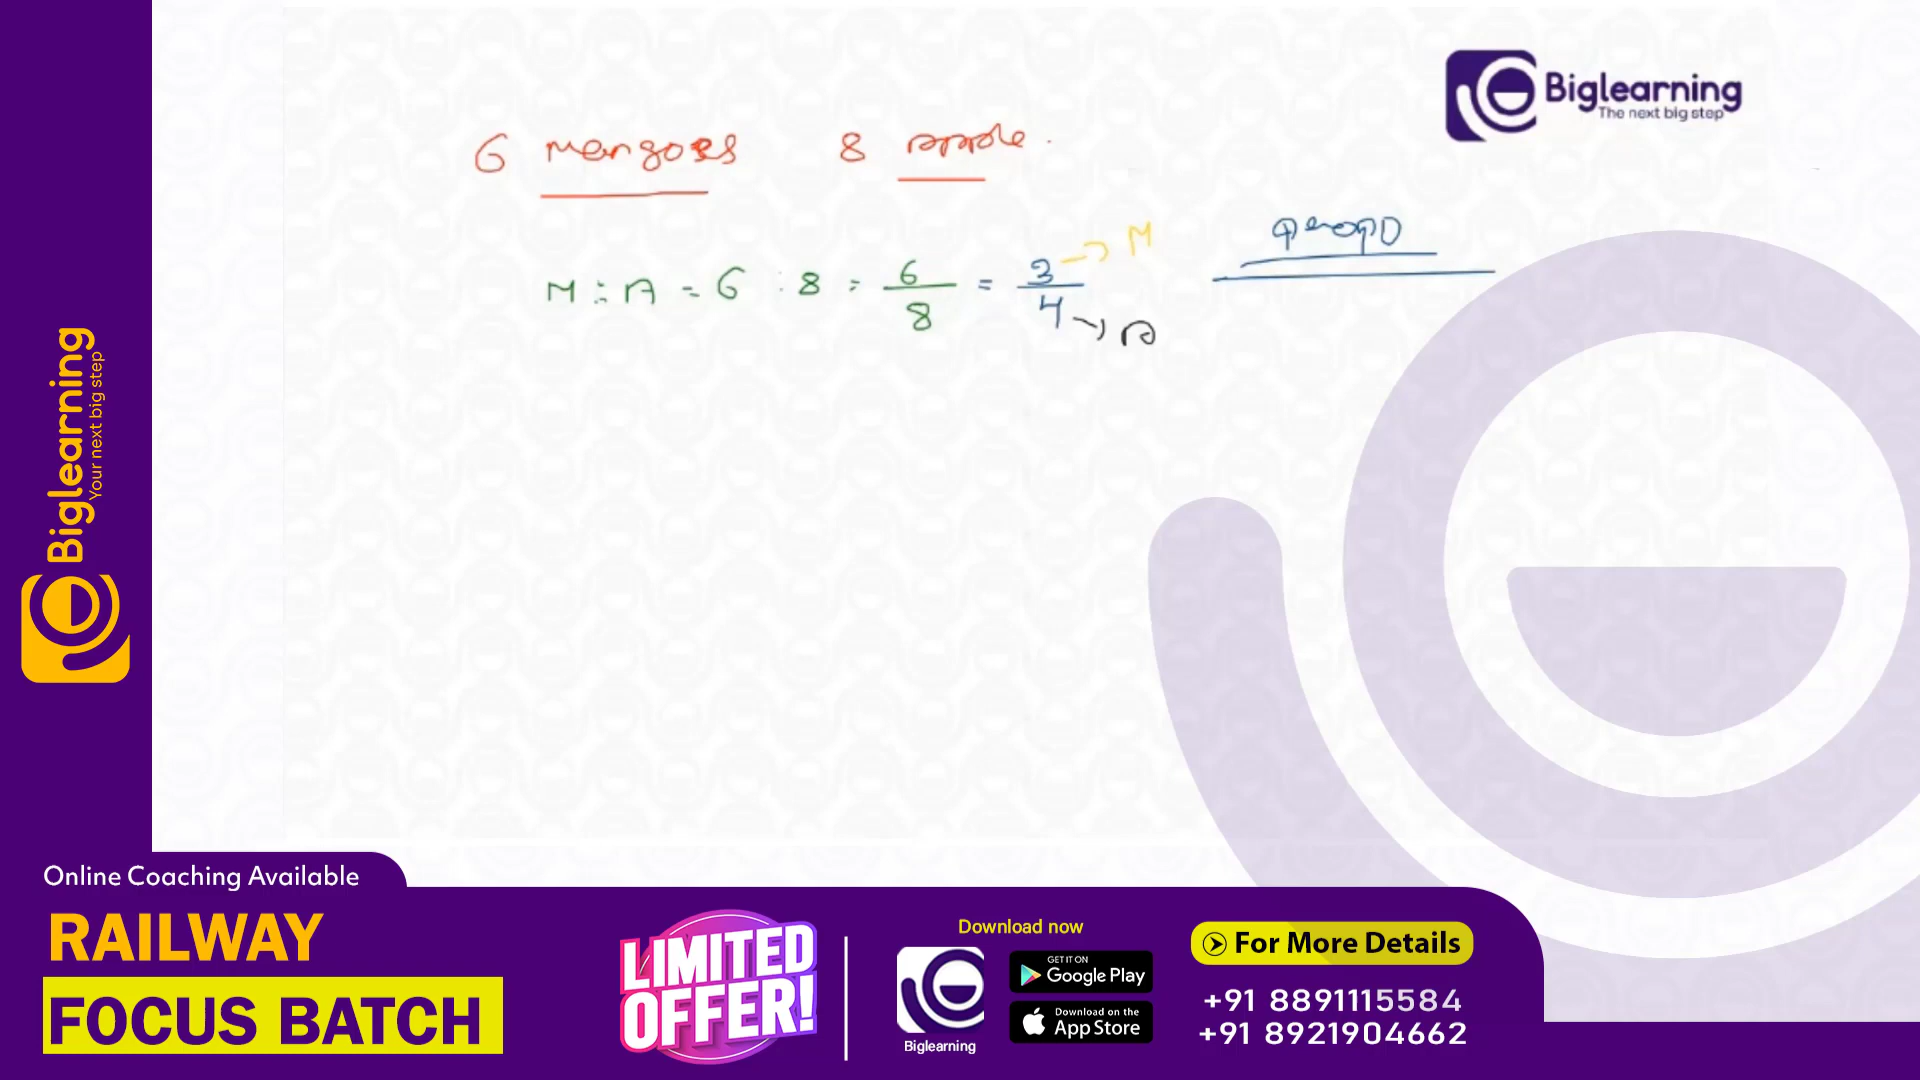 Biglearning
The next big step
6 mangoes 8 apple.
M : A = 6 : 8 = 6/8 = 3/4
→ M
→ A
Biglearning
Your next big step
Online Coaching Available
RAILWAY
FOCUS BATCH
LIMITED
OFFER!
Download now
Biglearning
GET IT ON
Google Play
Download on the
App Store
For More Details
+91 8891115584
+91 8921904662